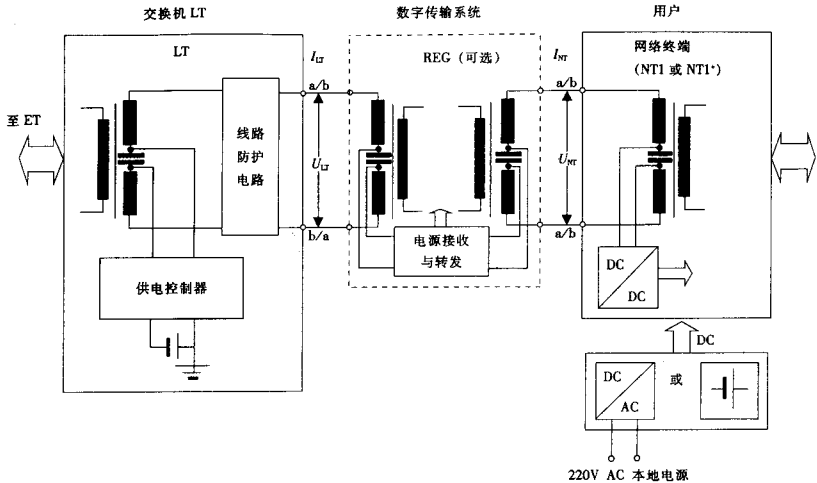 交换机 LT
数字传输系统
用户
LT
REG（可选）
网络终端
（NT1 或 NT1⁺）
I_LT
I_NT
a/b
a/b
a/b
至 ET
线路
防护
电路
U_LT
U_NT
b/a
a/b
电源接收
与转发
供电控制器
DC
DC
DC
DC
AC
或
220V AC 本地电源